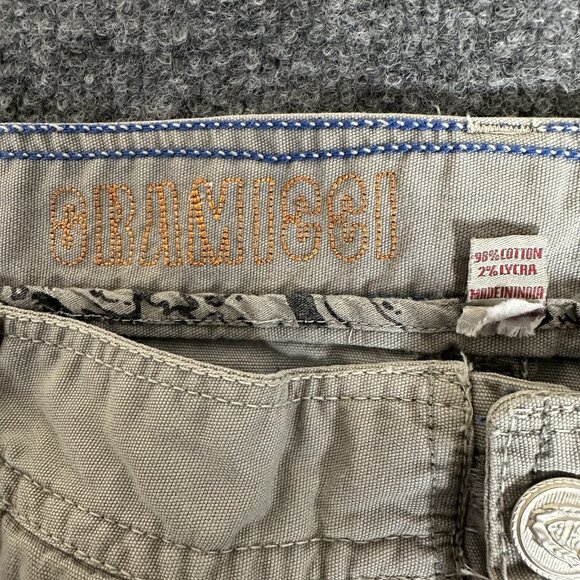 GRAMICCI
98% COTTON
2% LYCRA
MADE IN INDIA